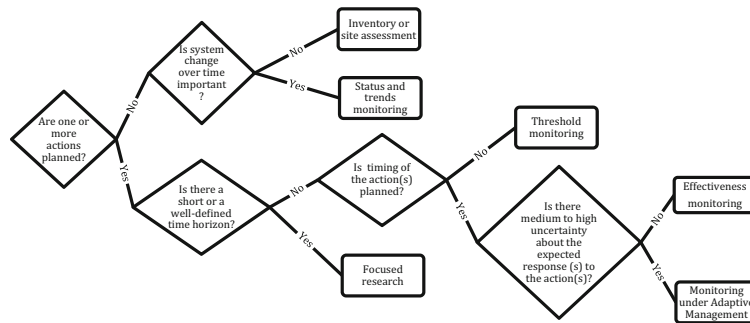 Are one or
more
actions
planned?
No
Yes
Is system
change
over time
important
?
No
Yes
Inventory or
site assessment
Status and
trends
monitoring
Is there a
short or a
well-defined
time horizon?
No
Yes
Focused
research
Is timing of
the action(s)
planned?
No
Yes
Threshold
monitoring
Is there
medium to high
uncertainty
about the
expected
response (s) to
the action(s)?
No
Yes
Effectiveness
monitoring
Monitoring
under Adaptive
Management